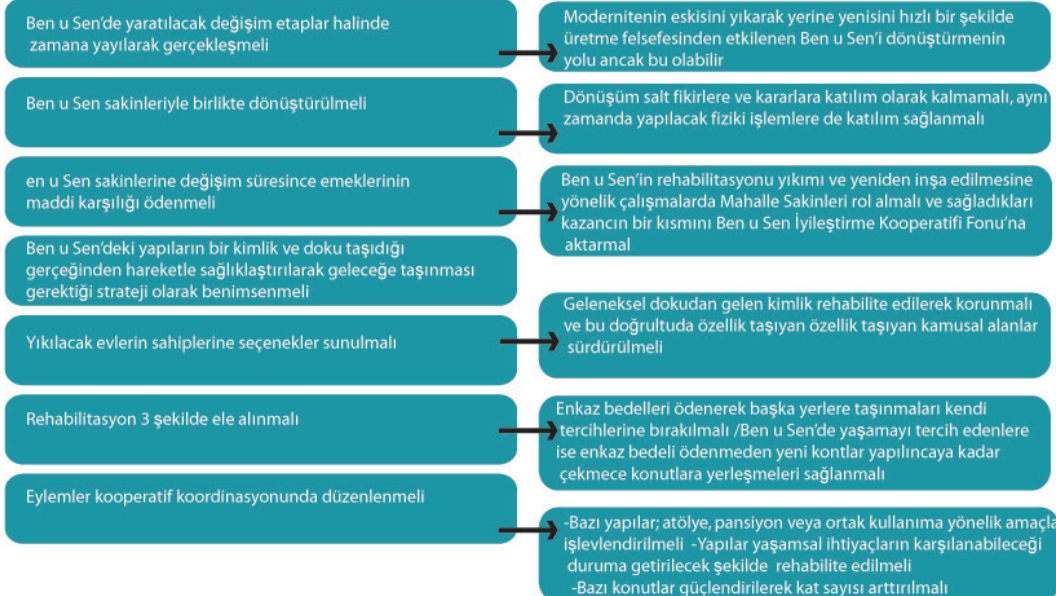 Ben u Sen'de yaratılacak değişim etaplar halinde
zamana yayılarak gerçekleşmeli
Modernitenin eskisini yıkarak yerine yenisini hızlı bir şekilde
üretme felsefesinden etkilenen Ben u Sen'i dönüştürmenin
yolu ancak bu olabilir
Ben u Sen sakinleriyle birlikte dönüştürülmeli
Dönüşüm salt fikirlere ve kararlara katılım olarak kalmamalı, aynı
zamanda yapılacak fiziki işlemlere de katılım sağlanmalı
en u Sen sakinlerine değişim süresince emeklerinin
maddi karşılığı ödenmeli
Ben u Sen'in rehabilitasyonu yıkımı ve yeniden inşa edilmesine
yönelik çalışmalarda Mahalle Sakinleri rol almalı ve sağladıkları
kazancın bir kısmını Ben u Sen İyileştirme Kooperatifi Fonu'na
aktarmal
Ben u Sen'deki yapıların bir kimlik ve doku taşıdığı
gerçeğinden hareketle sağlıklaştırılarak geleceğe taşınması
gerektiği strateji olarak benimsenmeli
Yıkılacak evlerin sahiplerine seçenekler sunulmalı
Geleneksel dokudan gelen kimlik rehabilite edilerek korunmalı
ve bu doğrultuda özellik taşıyan özellik taşıyan kamusal alanlar
sürdürülmeli
Rehabilitasyon 3 şekilde ele alınmalı
Enkaz bedelleri ödenerek başka yerlere taşınmaları kendi
tercihlerine bırakılmalı /Ben u Sen'de yaşamayı tercih edenlere
ise enkaz bedeli ödenmeden yeni kontlar yapılıncaya kadar
çekmece konutlara yerleşmeleri sağlanmalı
Eylemler kooperatif koordinasyonunda düzenlenmeli
-Bazı yapılar; atölye, pansiyon veya ortak kullanıma yönelik amaçla
işlevlendirilmeli -Yapılar yaşamsal ihtiyaçların karşılanabileceği
duruma getirilecek şekilde rehabilite edilmeli
-Bazı konutlar güçlendirilerek kat sayısı arttırılmalı